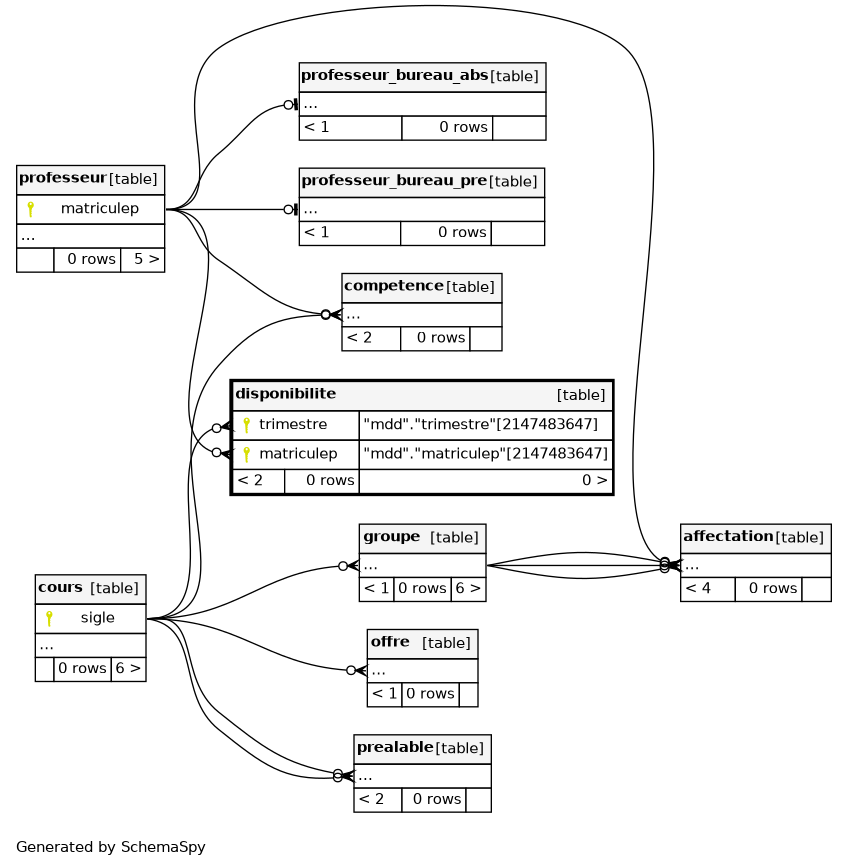 professeur_bureau_abs [table]
...
< 1 0 rows
professeur [table]
matriculep
...
0 rows 5 >
professeur_bureau_pre [table]
...
< 1 0 rows
competence [table]
...
< 2 0 rows
disponibilite [table]
trimestre "mdd"."trimestre"[2147483647]
matriculep "mdd"."matriculep"[2147483647]
< 2 0 rows 0 >
groupe [table]
...
< 1 0 rows 6 >
affectation [table]
...
< 4 0 rows
cours [table]
sigle
...
0 rows 6 >
offre [table]
...
< 1 0 rows
prealable [table]
...
< 2 0 rows
Generated by SchemaSpy